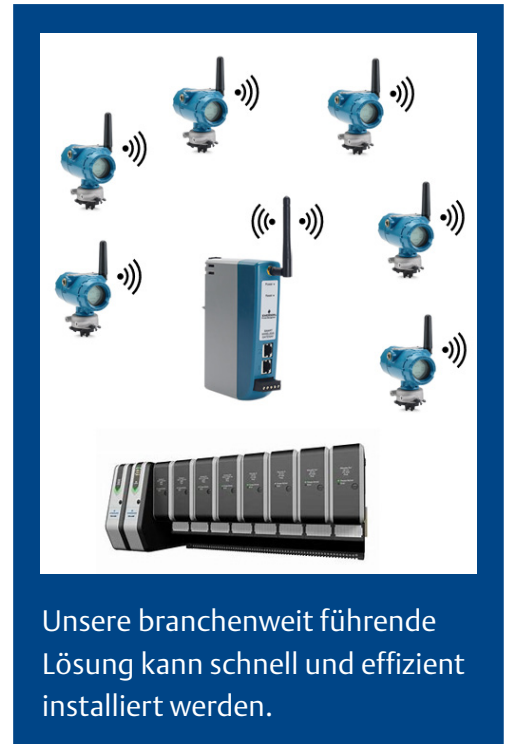 Unsere branchenweit führende
Lösung kann schnell und effizient
installiert werden.